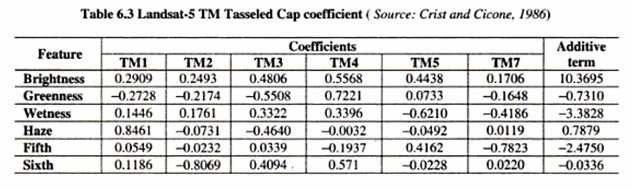 Table 6.3 Landsat-5 TM Tasseled Cap coefficient ( Source: Crist and Cicone, 1986)
Feature Coefficients Additive term
TM1 TM2 TM3 TM4 TM5 TM7
Brightness 0.2909 0.2493 0.4806 0.5568 0.4438 0.1706 10.3695
Greenness −0.2728 −0.2174 −0.5508 0.7221 0.0733 −0.1648 −0.7310
Wetness 0.1446 0.1761 0.3322 0.3396 −0.6210 −0.4186 −3.3828
Haze 0.8461 −0.0731 −0.4640 −0.0032 −0.0492 0.0119 0.7879
Fifth 0.0549 −0.0232 0.0339 −0.1937 0.4162 −0.7823 −2.4750
Sixth 0.1186 −0.8069 0.4094 0.571 −0.0228 0.0220 −0.0336